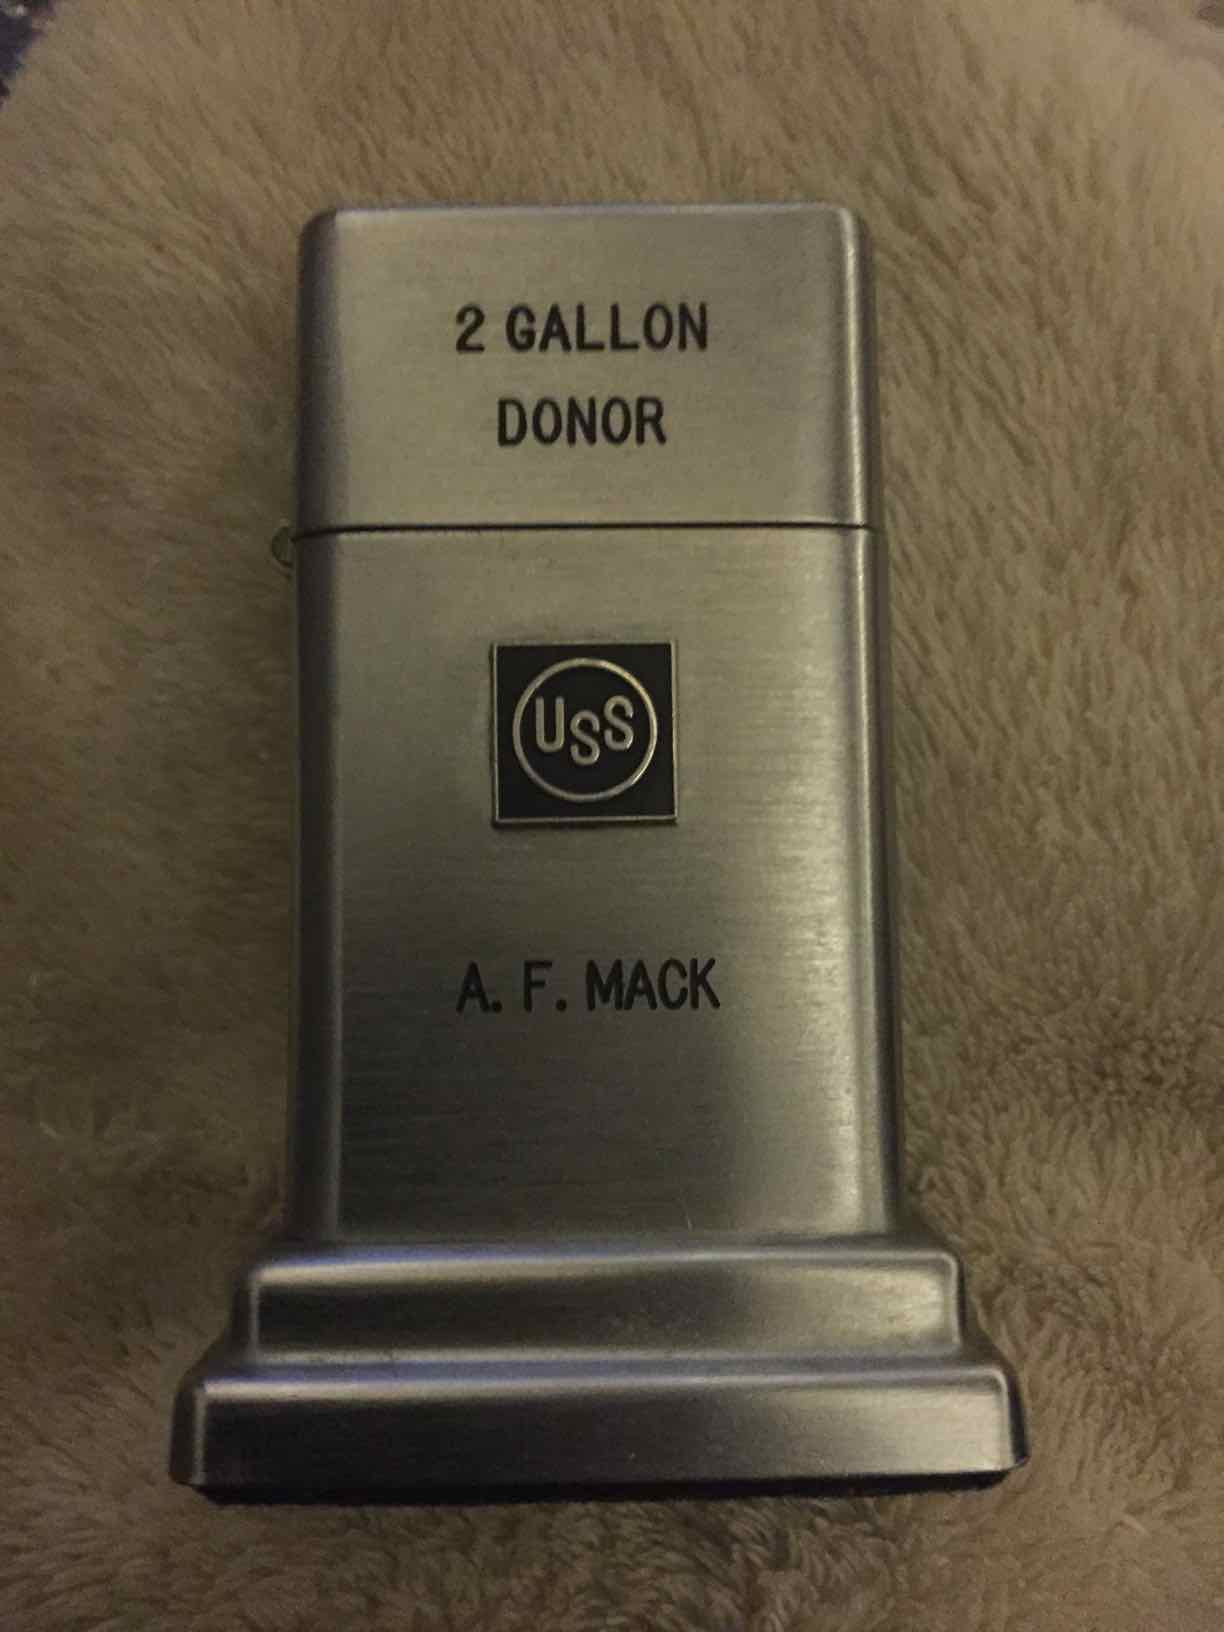 2 GALLON
DONOR
USS
A. F. MACK